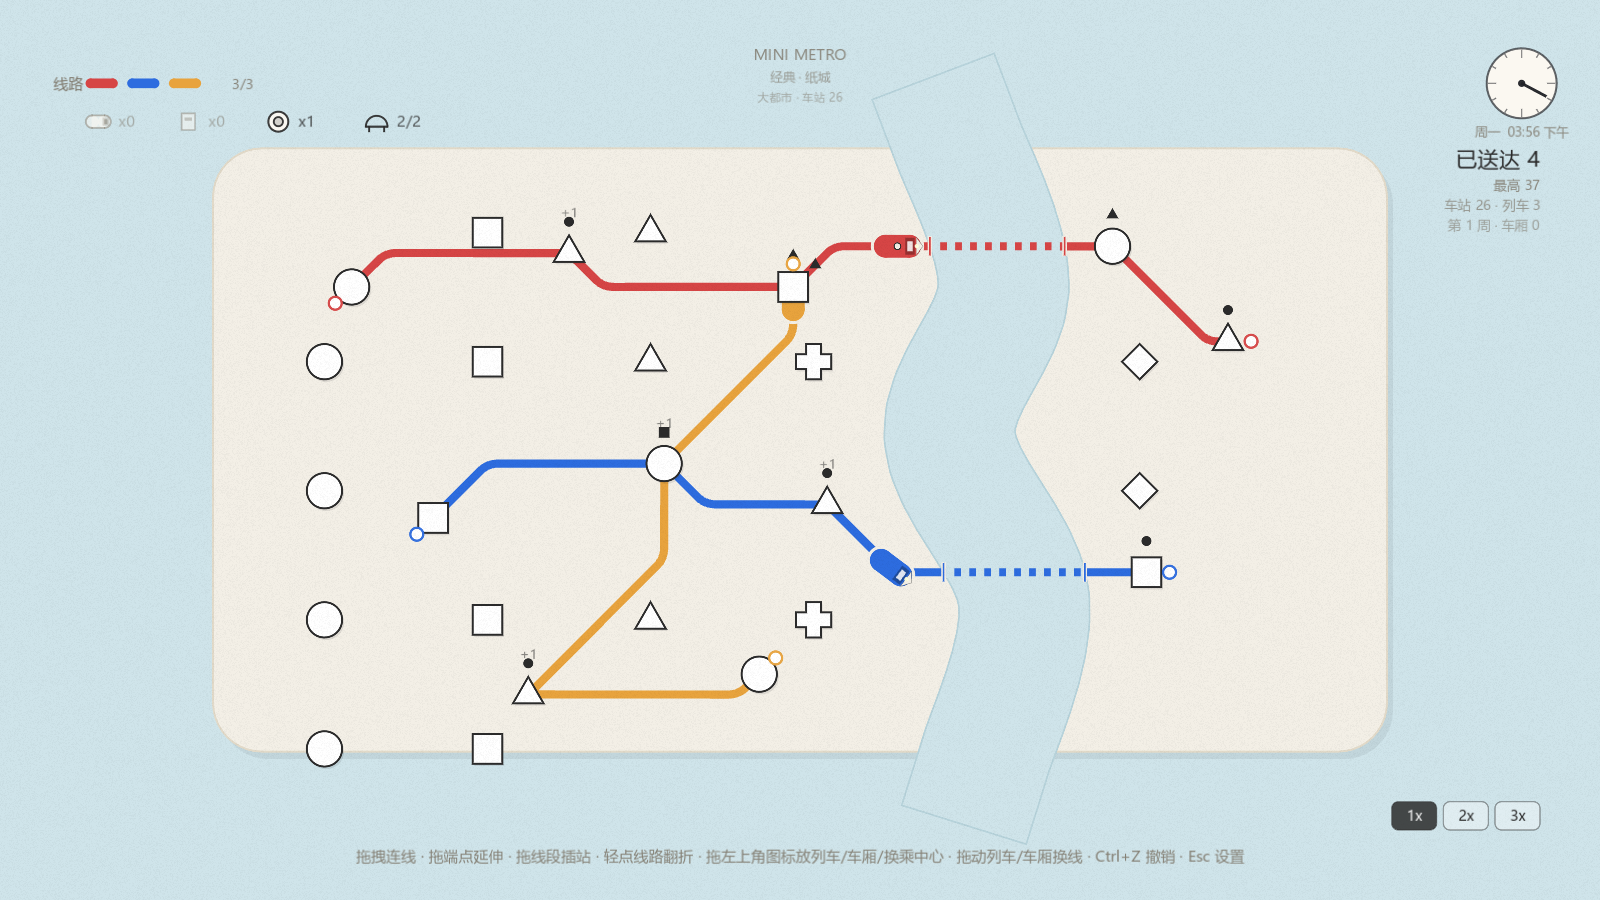 MINI METRO
经典 · 纸城
大都市 · 车站 26
线路 3/3
x0 x0 x1 2/2
周一 03:56 下午
已送达 4
最高 37
车站 26 · 列车 3
第 1 周 · 车厢 0
+1
+1
+1
+1
1x 2x 3x
拖拽连线 · 拖端点延伸 · 拖线段插站 · 轻点线路翻折 · 拖左上角图标放列车/车厢/换乘中心 · 拖动列车/车厢换线 · Ctrl+Z 撤销 · Esc 设置